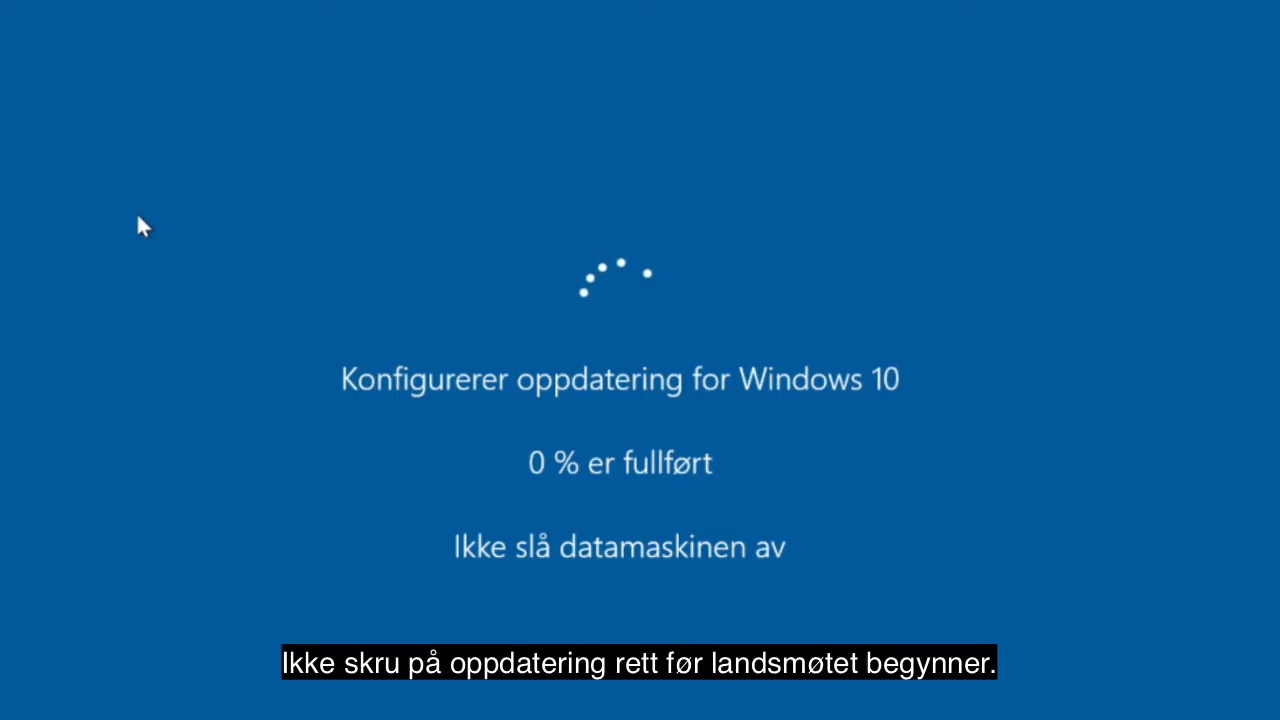 Konfigurerer oppdatering for Windows 10
0 % er fullført
Ikke slå datamaskinen av
Ikke skru på oppdatering rett før landsmøtet begynner.